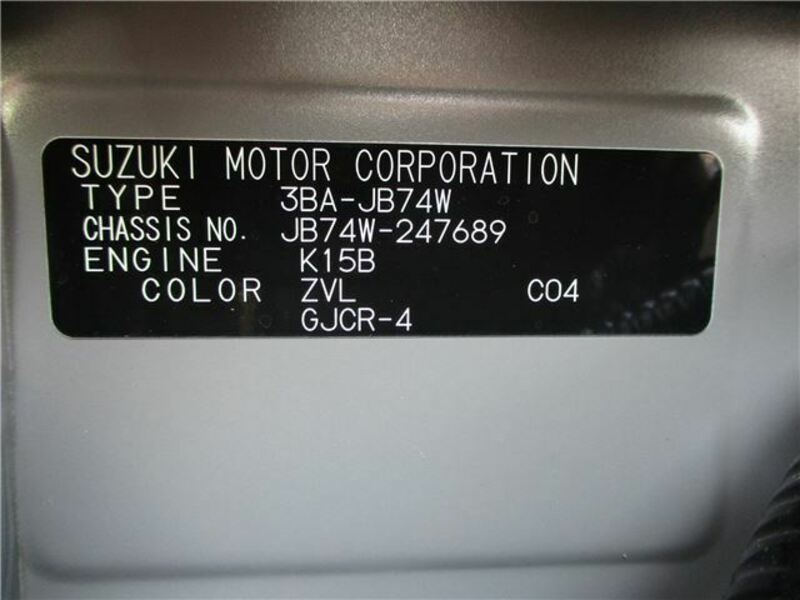 SUZUKI MOTOR CORPORATION
TYPE 3BA-JB74W
CHASSIS NO. JB74W-247689
ENGINE K15B
COLOR ZVL C04
GJCR-4